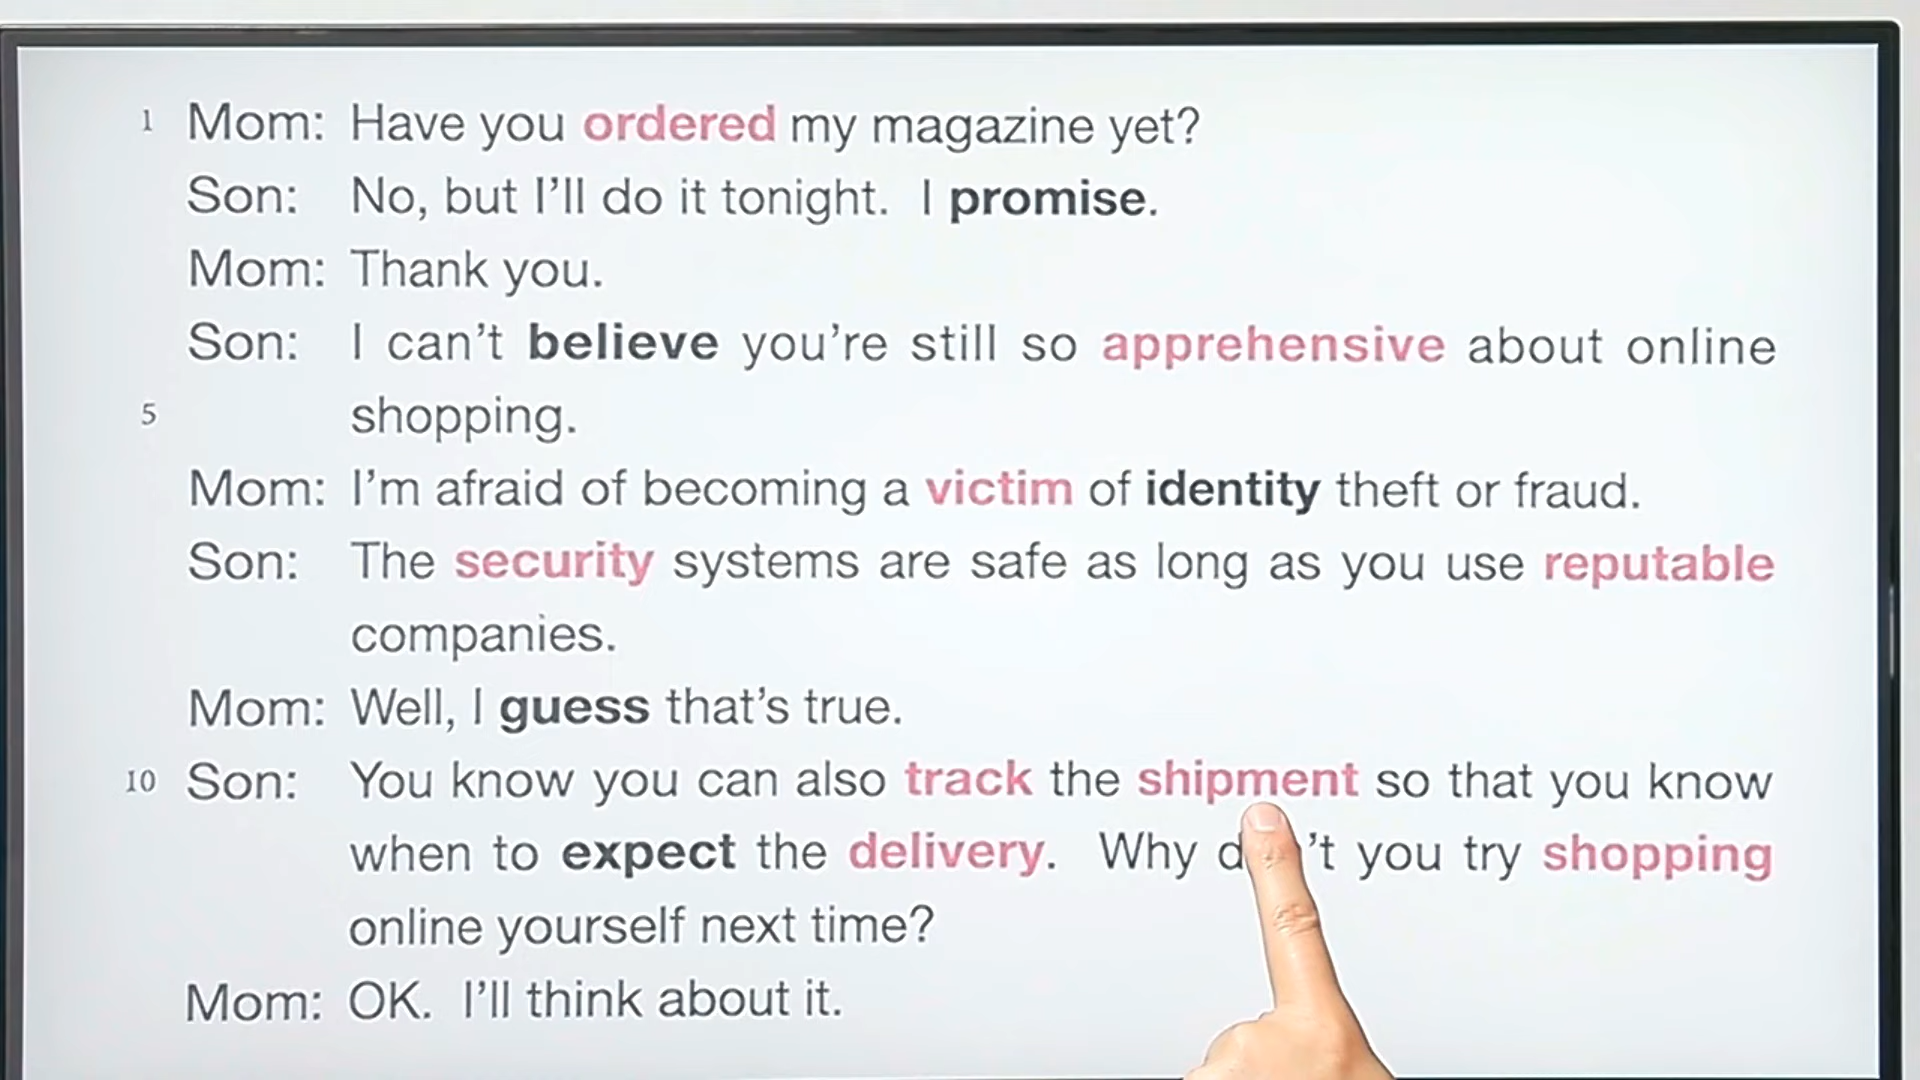 1 Mom: Have you ordered my magazine yet?
Son: No, but I'll do it tonight. I promise.
Mom: Thank you.
Son: I can't believe you're still so apprehensive about online
5 shopping.
Mom: I'm afraid of becoming a victim of identity theft or fraud.
Son: The security systems are safe as long as you use reputable
companies.
Mom: Well, I guess that's true.
10 Son: You know you can also track the shipment so that you know
when to expect the delivery. Why you try shopping
online yourself next time?
Mom: OK. I'll think about it.